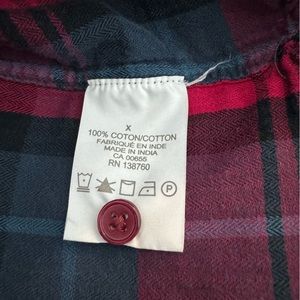 X
100% COTON/COTTON
FABRIQUÉ EN INDE
MADE IN INDIA
CA 00655
RN 138760